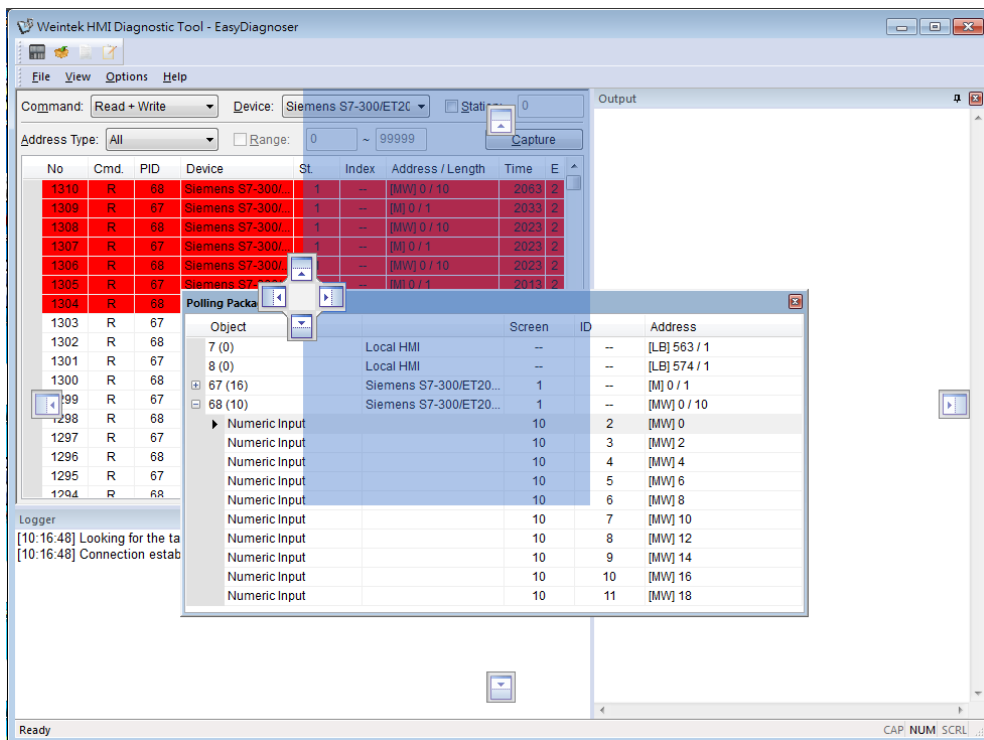 Weintek HMI Diagnostic Tool - EasyDiagnoser
File View Options Help
Command: Read + Write Device: Siemens S7-300/ET20 0
Address Type: All Range: 0 ~ 99999 Capture
No Cmd. PID Device St. Index Address / Length Time E
1310 R 68 Siemens S7-300/... 1 -- [MW] 0 / 10 2063 2
1309 R 67 Siemens S7-300/... 1 -- [M] 0 / 1 2033 2
1308 R 68 Siemens S7-300/... 1 -- [MW] 0 / 10 2023 2
1307 R 67 Siemens S7-300/... 1 -- [M] 0 / 1 2023 2
1306 R 68 Siemens S7-300/... -- [MW] 0 / 10 2023 2
1305 R 67 Siemens -- [M] 0 / 1 2013 2
1304 R 68
1303 R 67
1302 R 68
1301 R 67
1300 R 68
R 67
1298 R 68
1297 R 67
1296 R 68
1295 R 67
1294 R 68
Polling
Object Screen ID Address
7 (0) Local HMI -- -- [LB] 563 / 1
8 (0) Local HMI -- -- [LB] 574 / 1
67 (16) Siemens S7-300/ET20... 1 -- [M] 0 / 1
68 (10) Siemens S7-300/ET20... 1 -- [MW] 0 / 10
Numeric Input 10 2 [MW] 0
Numeric Input 10 3 [MW] 2
Numeric Input 10 4 [MW] 4
Numeric Input 10 5 [MW] 6
Numeric Input 10 6 [MW] 8
Numeric Input 10 7 [MW] 10
Numeric Input 10 8 [MW] 12
Numeric Input 10 9 [MW] 14
Numeric Input 10 10 [MW] 16
Numeric Input 10 11 [MW] 18
Logger
[10:16:48] Looking for the ta
[10:16:48] Connection estab
Output
Ready CAP NUM SCRL